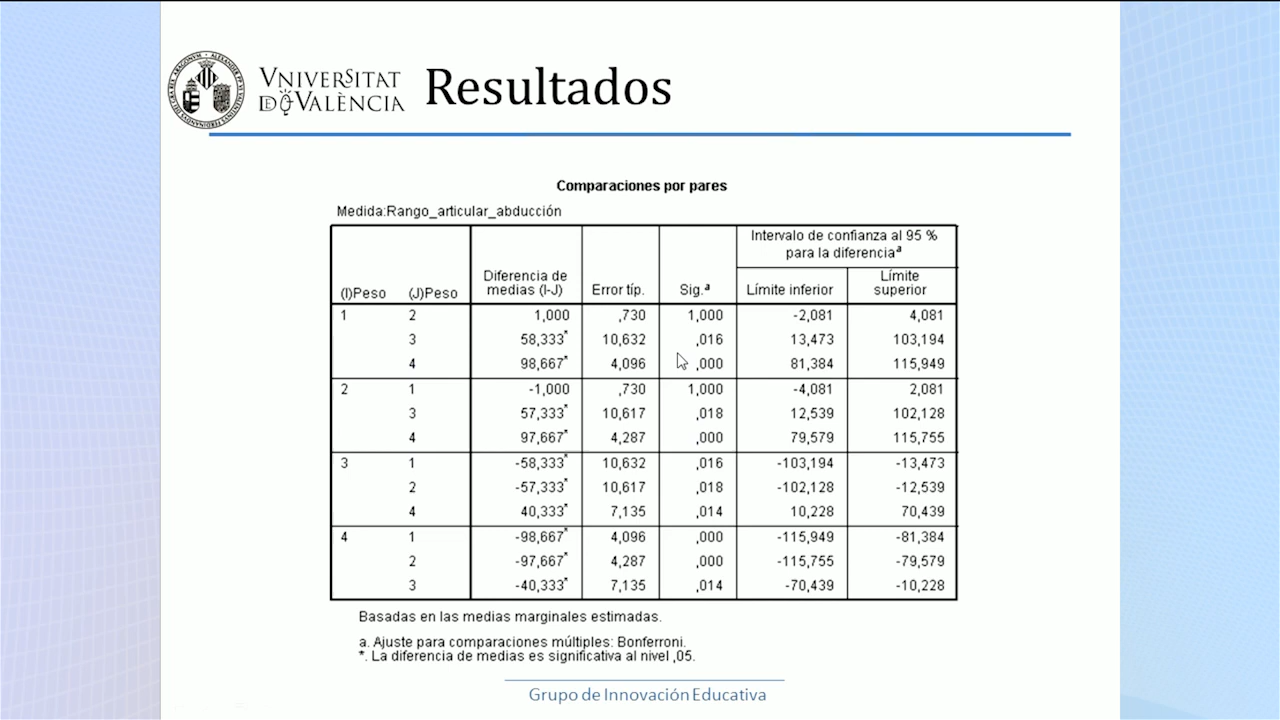 VNIVERSITAT
DE VALÈNCIA
Resultados
Comparaciones por pares
Medida:Rango_articular_abducción
(I)Peso (J)Peso Diferencia de medias (I-J) Error típ. Sig.a Intervalo de confianza al 95 % para la diferenciaa
Límite inferior Límite superior
1 2 1,000 ,730 1,000 -2,081 4,081
3 58,333* 10,632 ,016 13,473 103,194
4 98,667* 4,096 ,000 81,384 115,949
2 1 -1,000 ,730 1,000 -4,081 2,081
3 57,333* 10,617 ,018 12,539 102,128
4 97,667* 4,287 ,000 79,579 115,755
3 1 -58,333* 10,632 ,016 -103,194 -13,473
2 -57,333* 10,617 ,018 -102,128 -12,539
4 40,333* 7,135 ,014 10,228 70,439
4 1 -98,667* 4,096 ,000 -115,949 -81,384
2 -97,667* 4,287 ,000 -115,755 -79,579
3 -40,333* 7,135 ,014 -70,439 -10,228
Basadas en las medias marginales estimadas.
a. Ajuste para comparaciones múltiples: Bonferroni.
*. La diferencia de medias es significativa al nivel ,05.
Grupo de Innovación Educativa